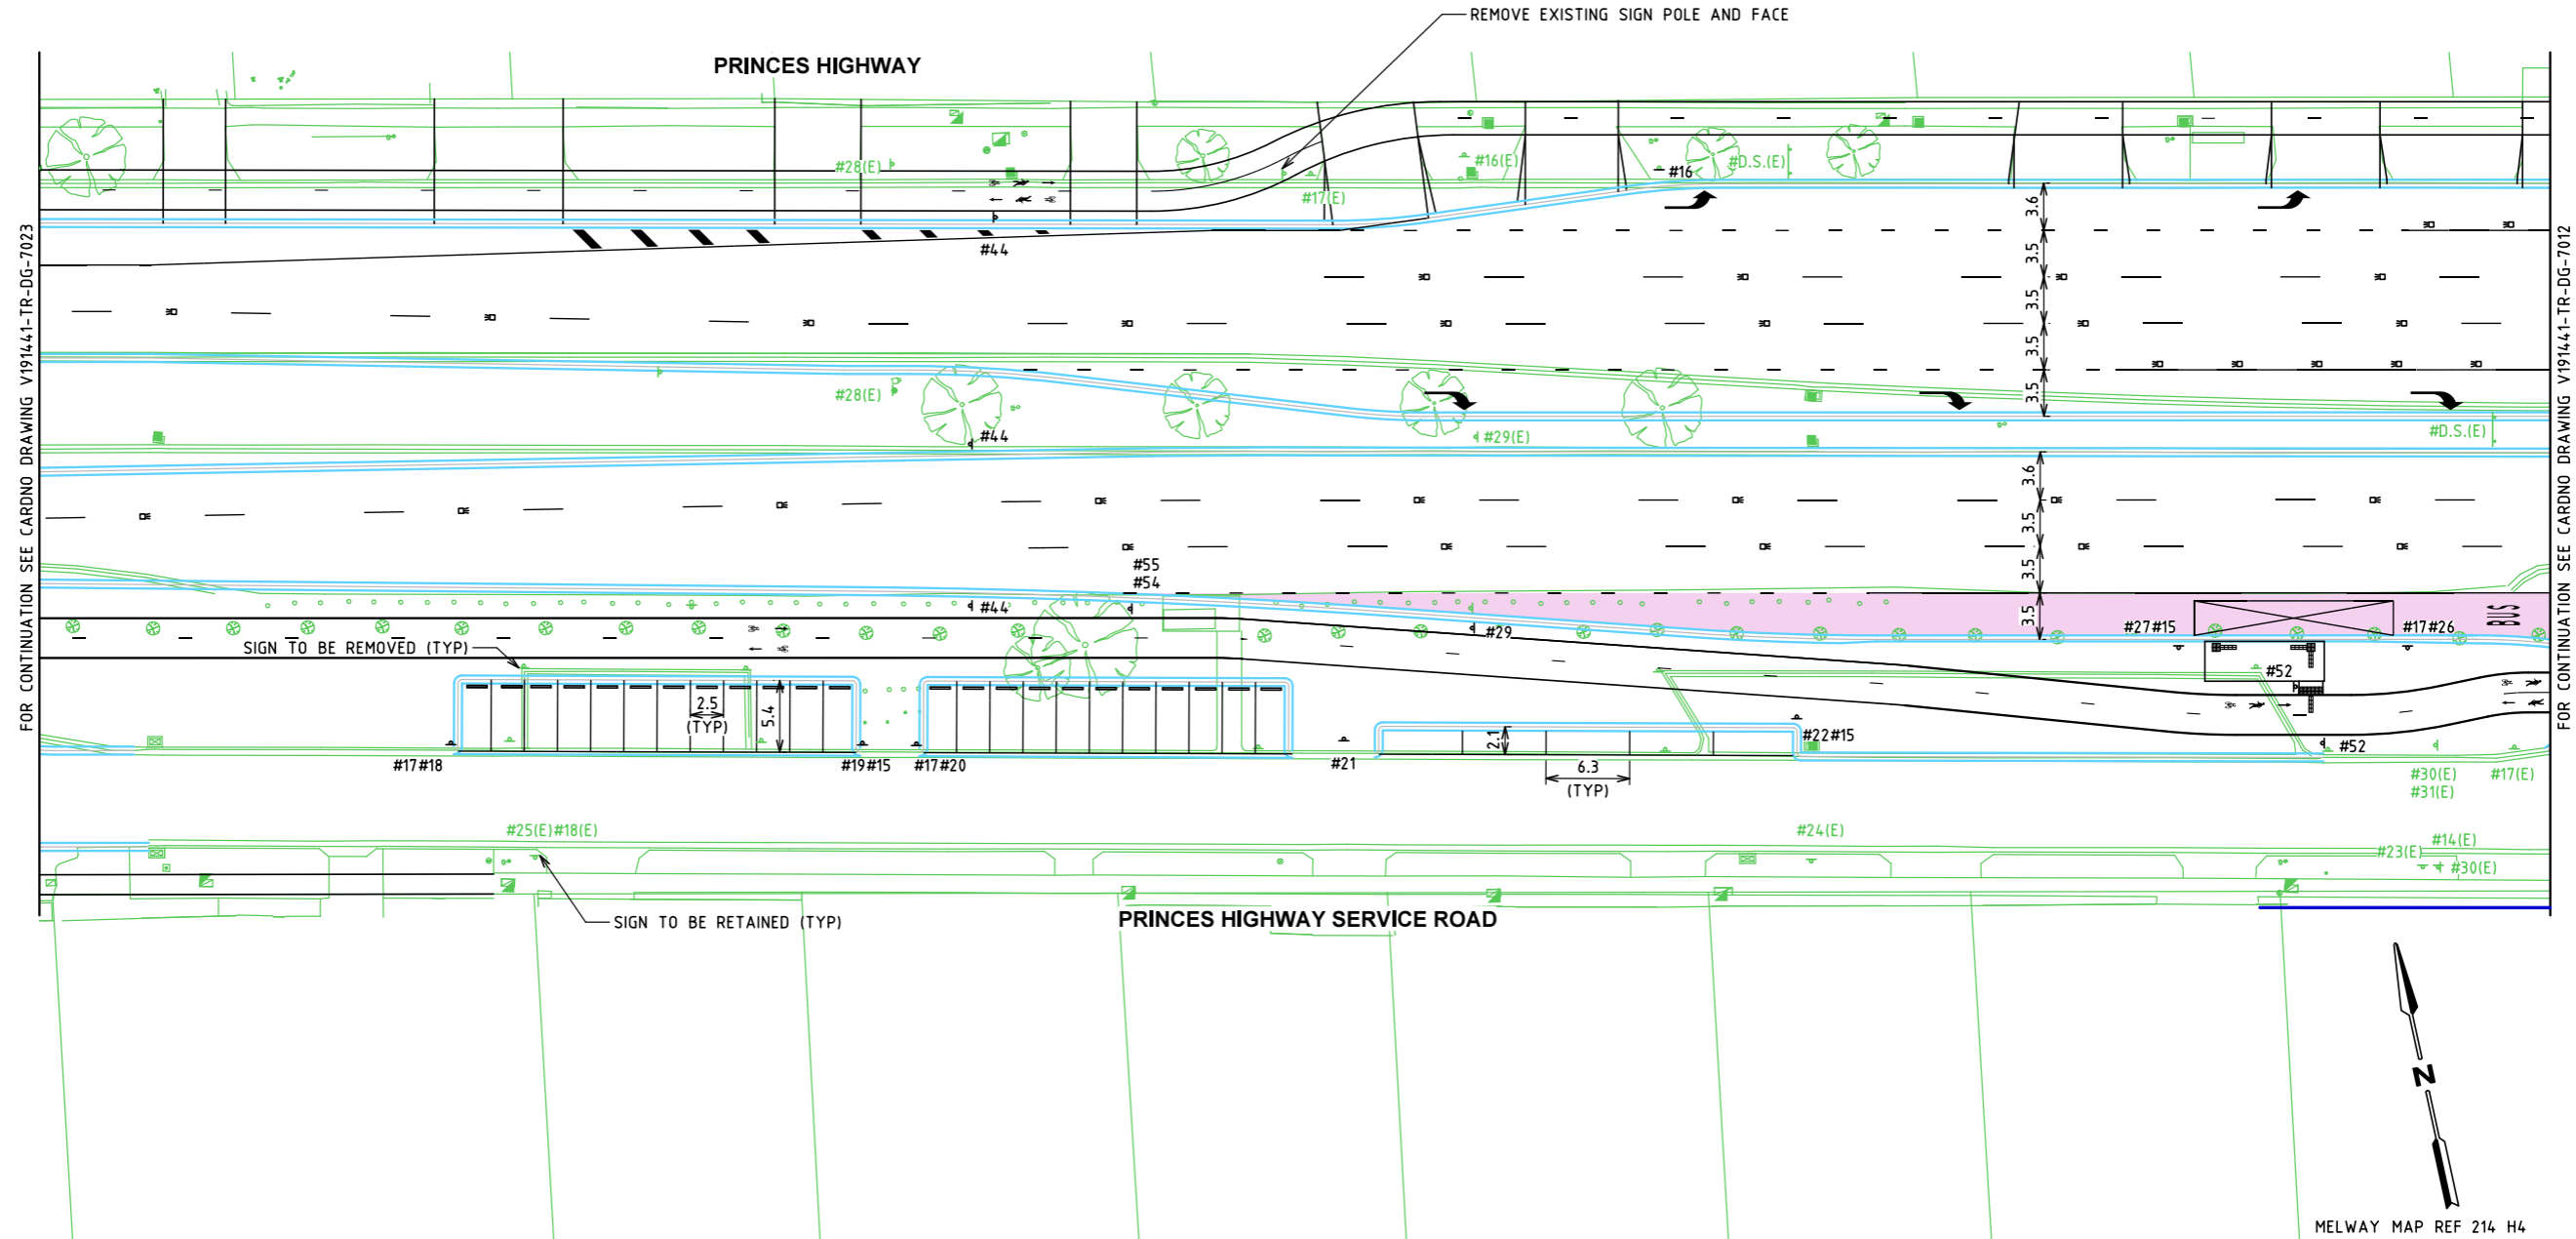 REMOVE EXISTING SIGN POLE AND FACE
PRINCES HIGHWAY
#28(E)
#16(E)
#16
#D.S.(E)
#17(E)
3.6
#44
3.5
3.5
3.5
3.5
#28(E)
#44
#29(E)
#D.S.(E)
FOR CONTINUATION SEE CARDNO DRAWING V191441-TR-DG-7023
FOR CONTINUATION SEE CARDNO DRAWING V191441-TR-DG-7012
3.6
3.5
3.5
3.5
#55
#54
#44
#29
#27#15
#17#26
BUS
SIGN TO BE REMOVED (TYP)
#52
2.5
(TYP)
5.4
2.1
#22#15
#52
#17#18
#19#15
#17#20
#21
6.3
(TYP)
#30(E)
#31(E)
#17(E)
#25(E)#18(E)
#24(E)
#14(E)
#23(E)
#30(E)
SIGN TO BE RETAINED (TYP)
PRINCES HIGHWAY SERVICE ROAD
N
MELWAY MAP REF 214 H4